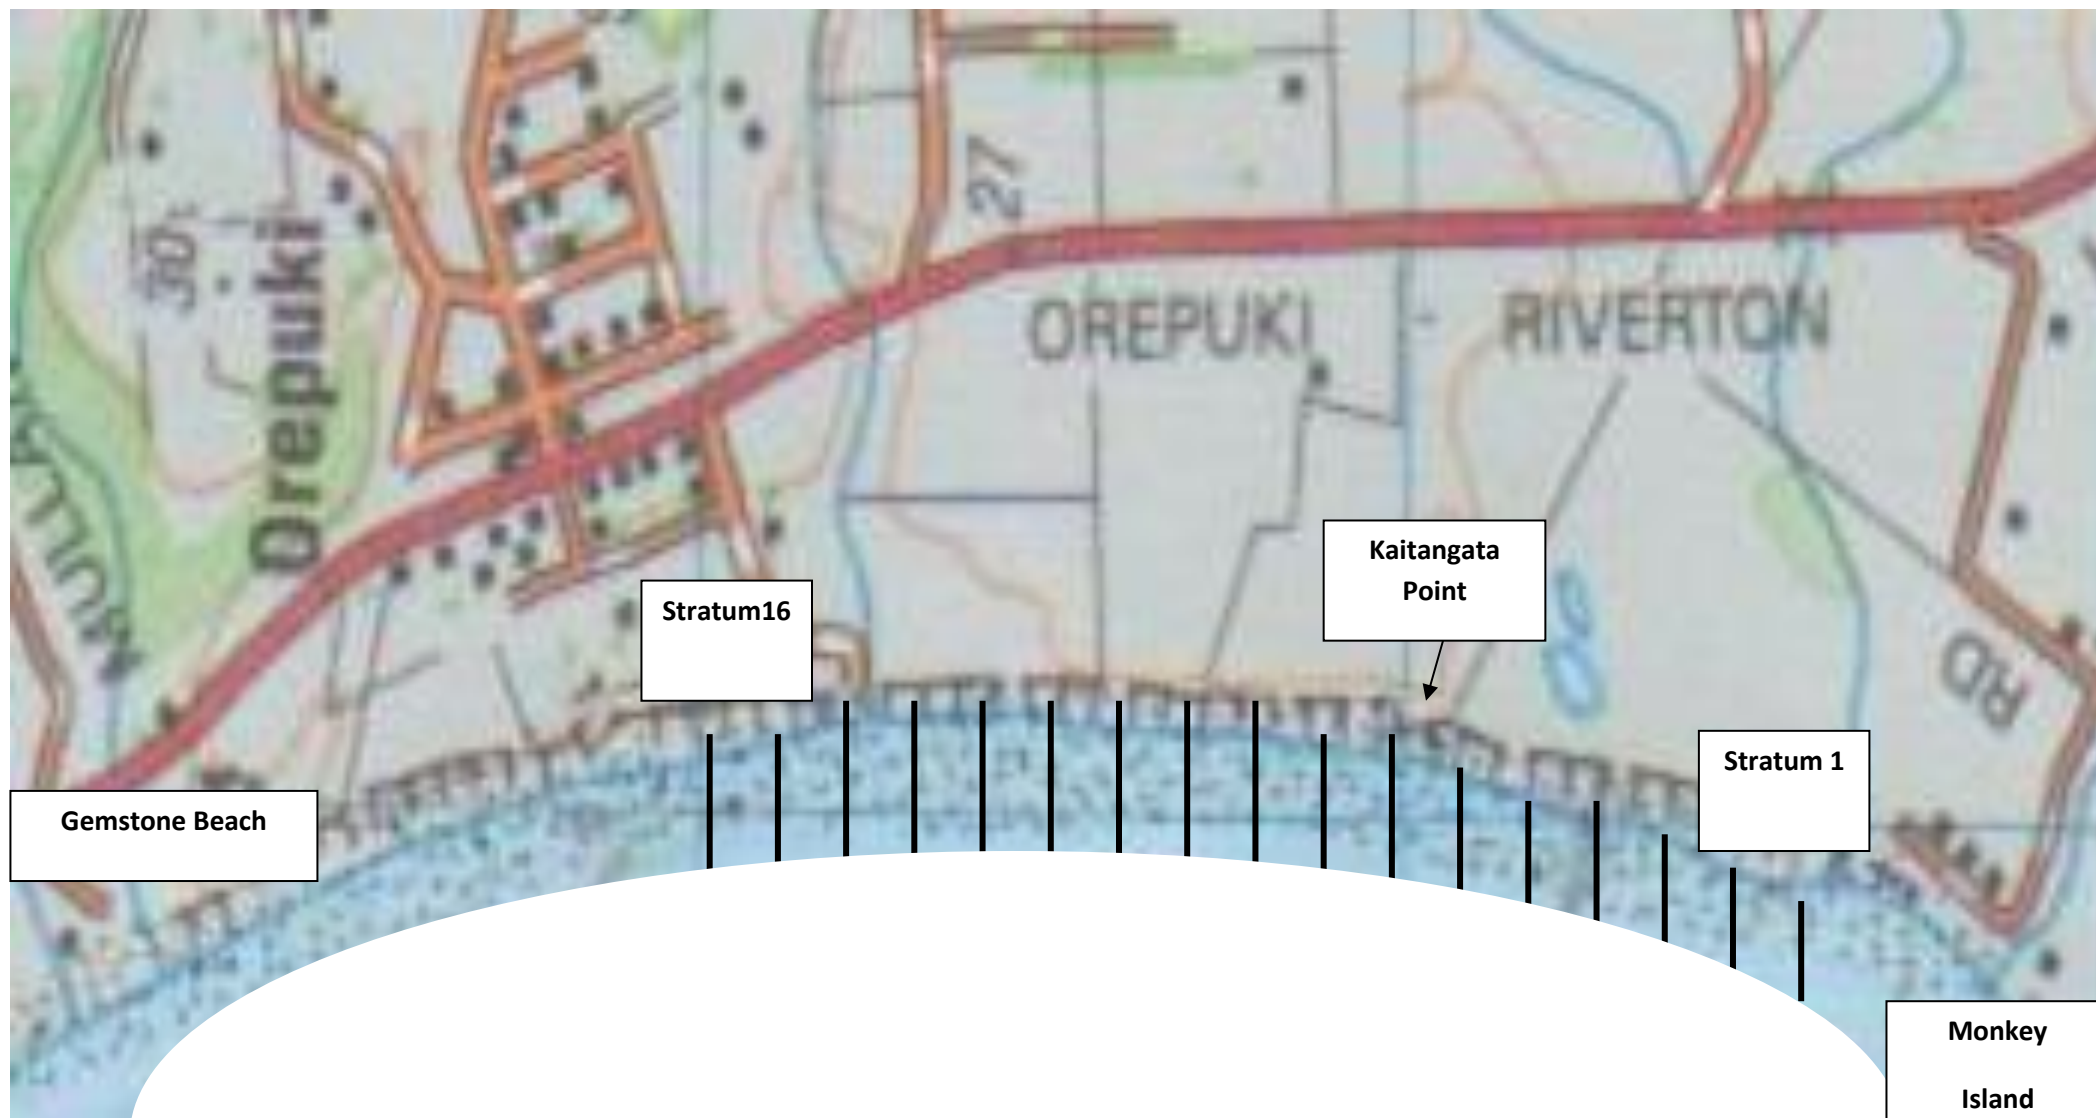 27
30
Orepuki
OREPUKI
RIVERTON
Kaitangata
Point
Stratum16
RD
Stratum 1
Gemstone Beach
Monkey
Island